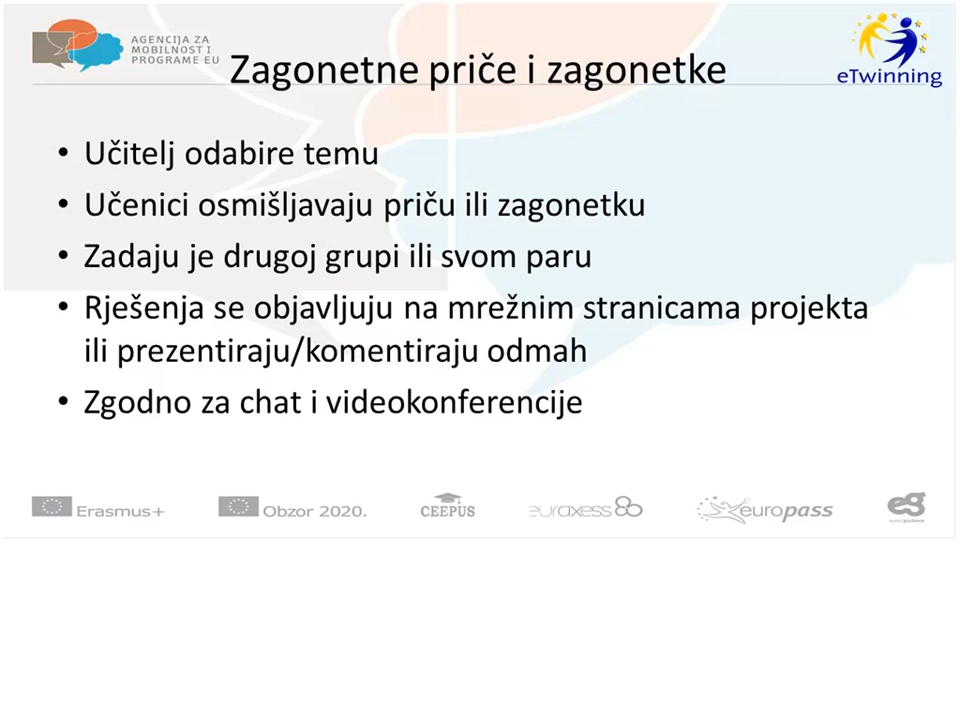 AGENCIJA ZA
MOBILNOST I
PROGRAME EU
eTwinning
Zagonetne priče i zagonetke
• Učitelj odabire temu
• Učenici osmišljavaju priču ili zagonetku
• Zadaju je drugoj grupi ili svom paru
• Rješenja se objavljuju na mrežnim stranicama projekta
ili prezentiraju/komentiraju odmah
• Zgodno za chat i videokonferencije
Erasmus+
Obzor 2020.
CEEPUS
euraxess
europass
eg